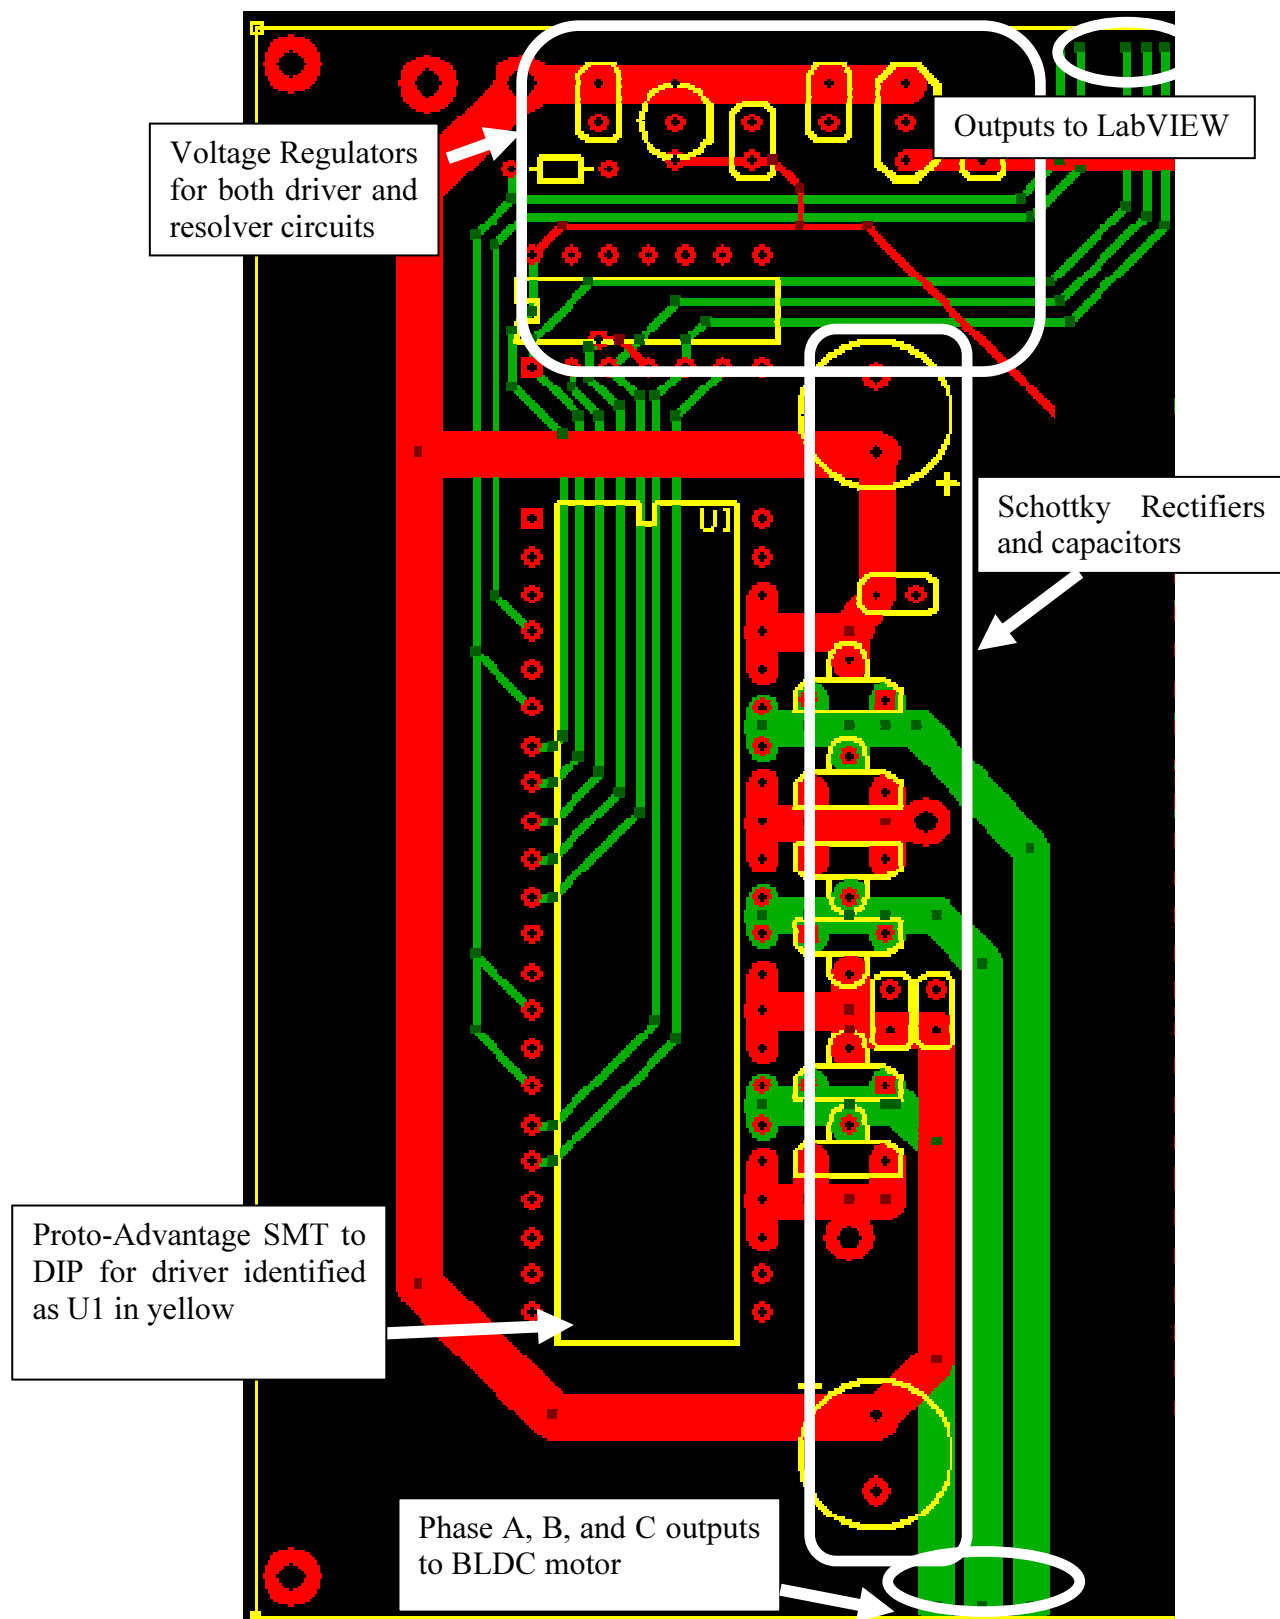 Outputs to LabVIEW
Voltage Regulators
for both driver and
resolver circuits
+
Schottky Rectifiers
and capacitors
U1
Proto-Advantage SMT to
DIP for driver identified
as U1 in yellow
Phase A, B, and C outputs
to BLDC motor